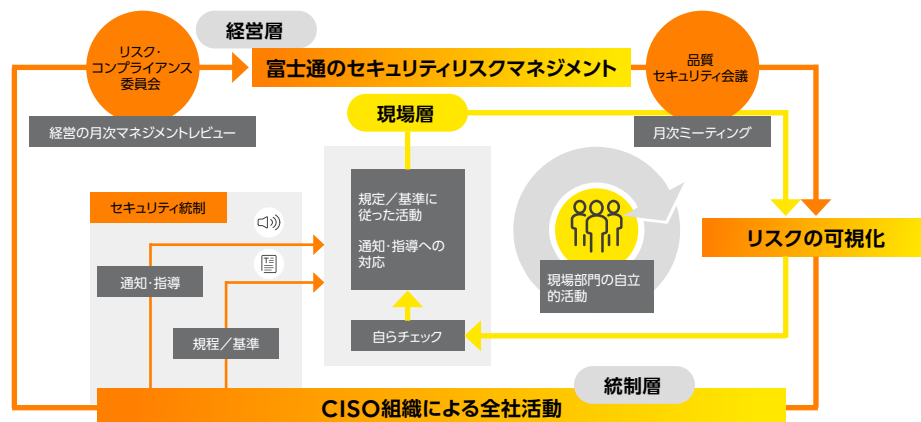 経営層
リスク・
コンプライアンス
委員会
富士通のセキュリティリスクマネジメント
品質
セキュリティ会議
経営の月次マネジメントレビュー
現場層
月次ミーティング
セキュリティ統制
規定／基準に
従った活動
通知・指導への
対応
リスクの可視化
通知・指導
現場部門の自立
的活動
規程／基準
自らチェック
統制層
CISO組織による全社活動